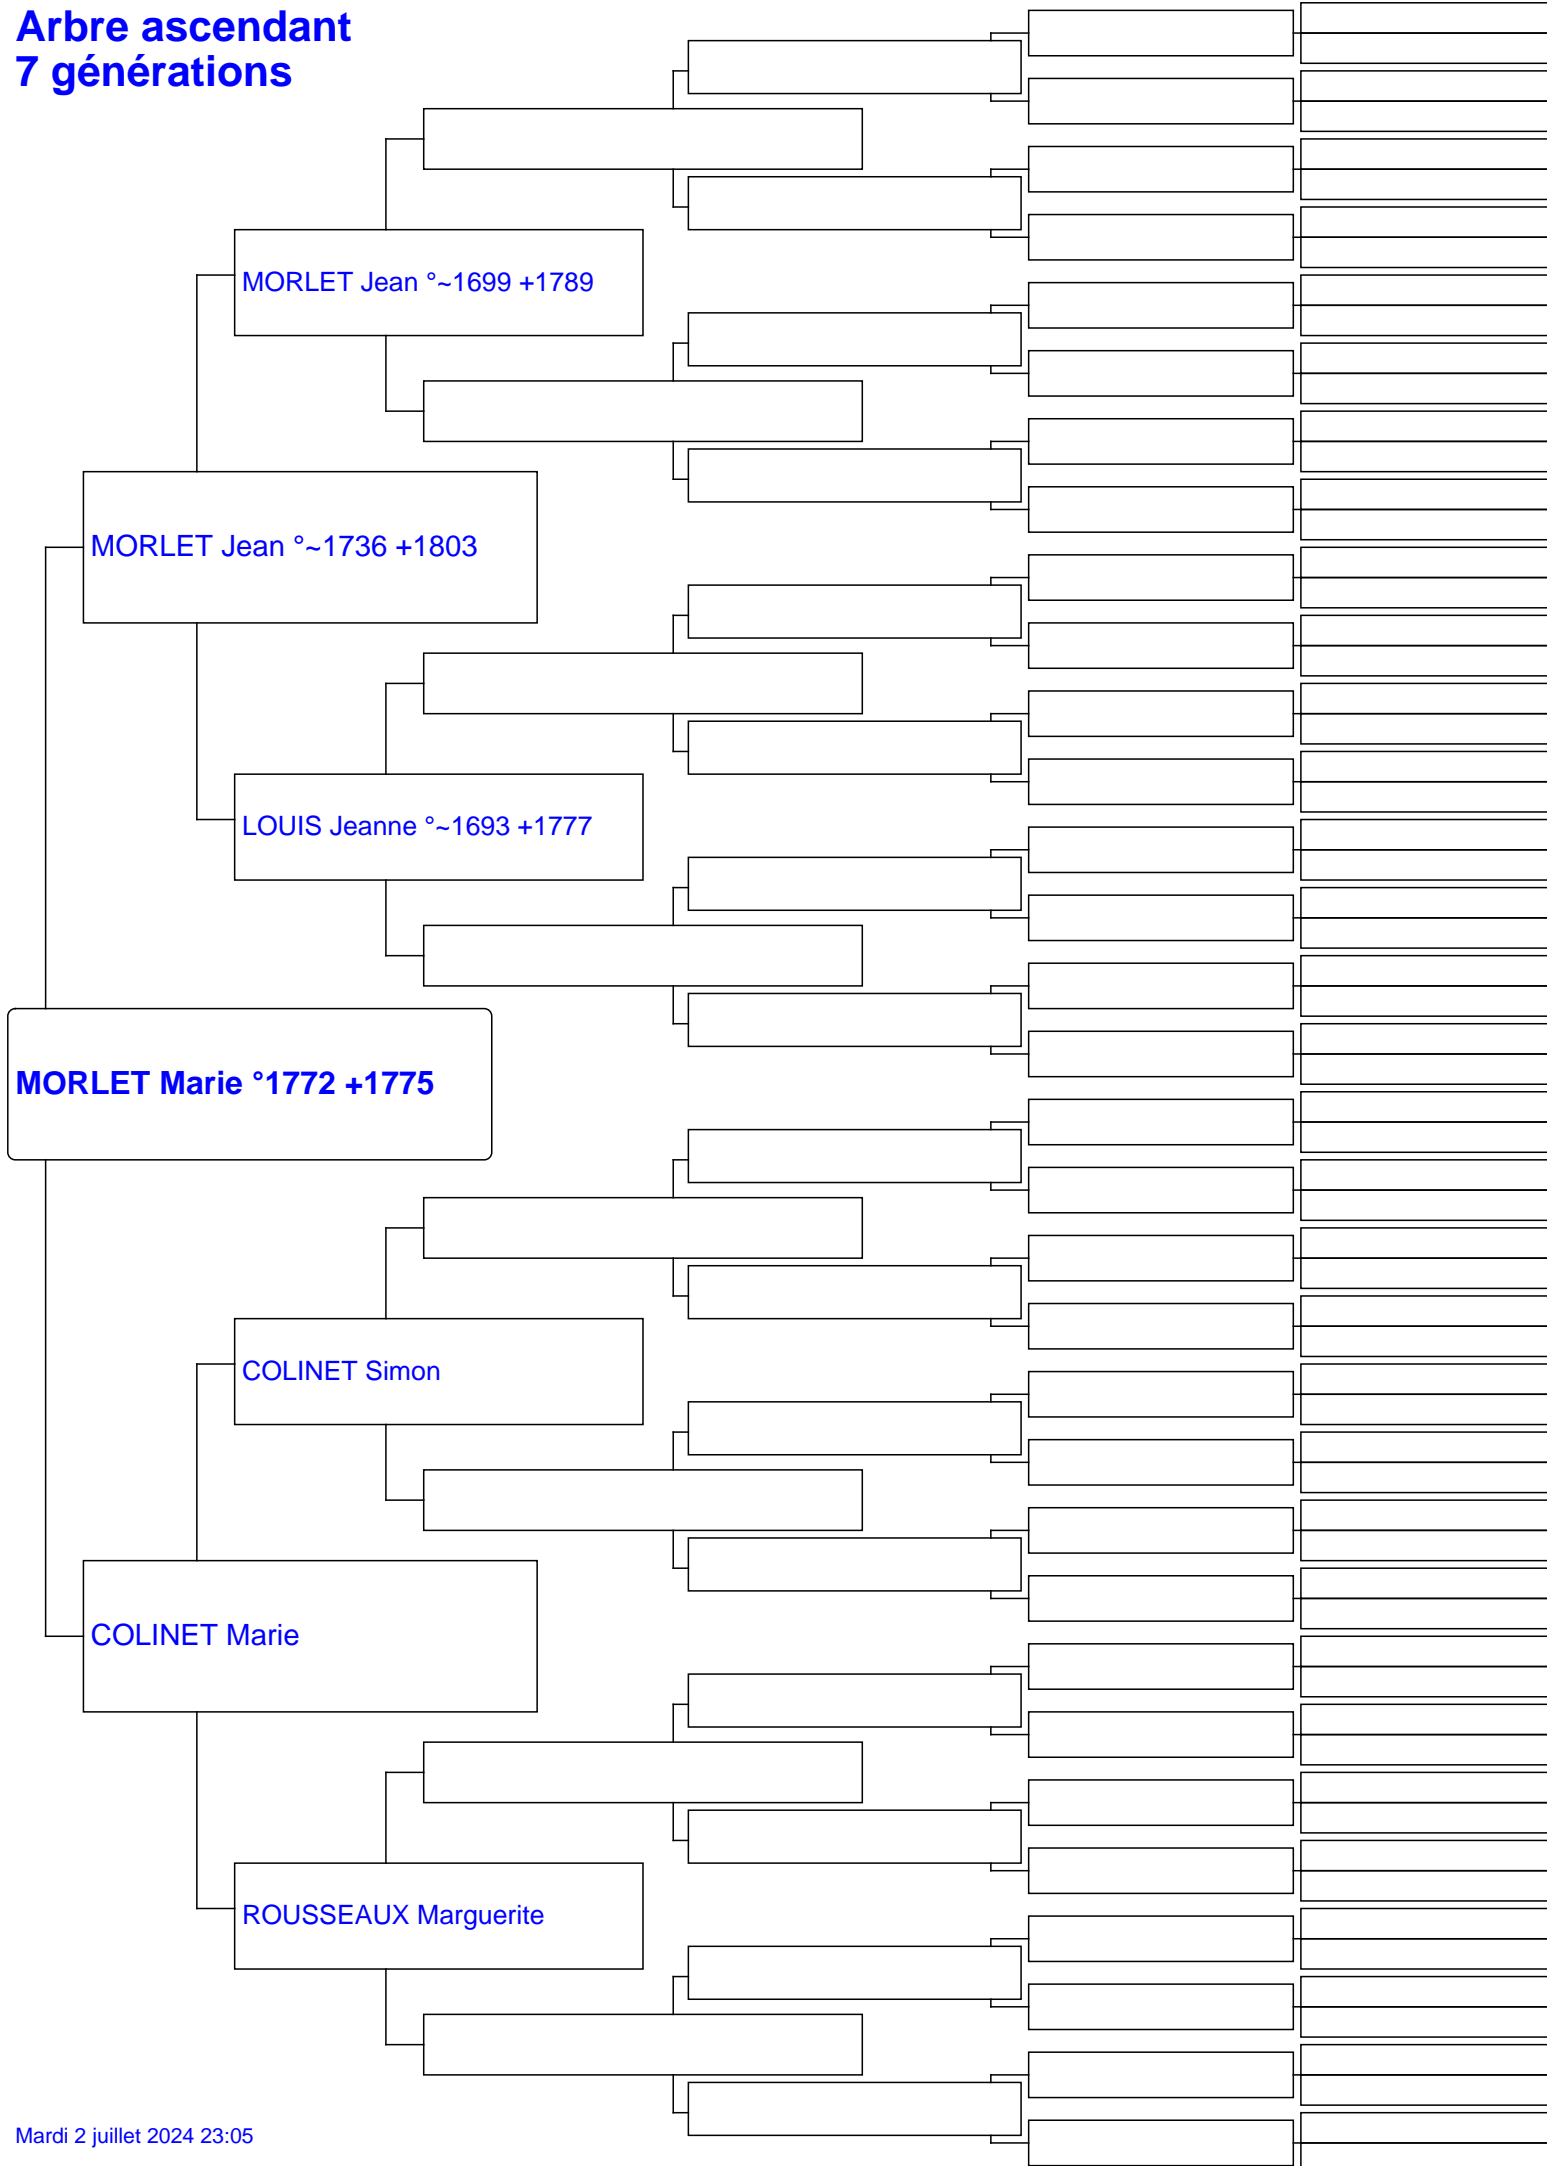 Arbre ascendant
7 générations
MORLET Jean °~1699 +1789
MORLET Jean °~1736 +1803
LOUIS Jeanne °~1693 +1777
MORLET Marie °1772 +1775
COLINET Simon
COLINET Marie
ROUSSEAUX Marguerite
Mardi 2 juillet 2024 23:05